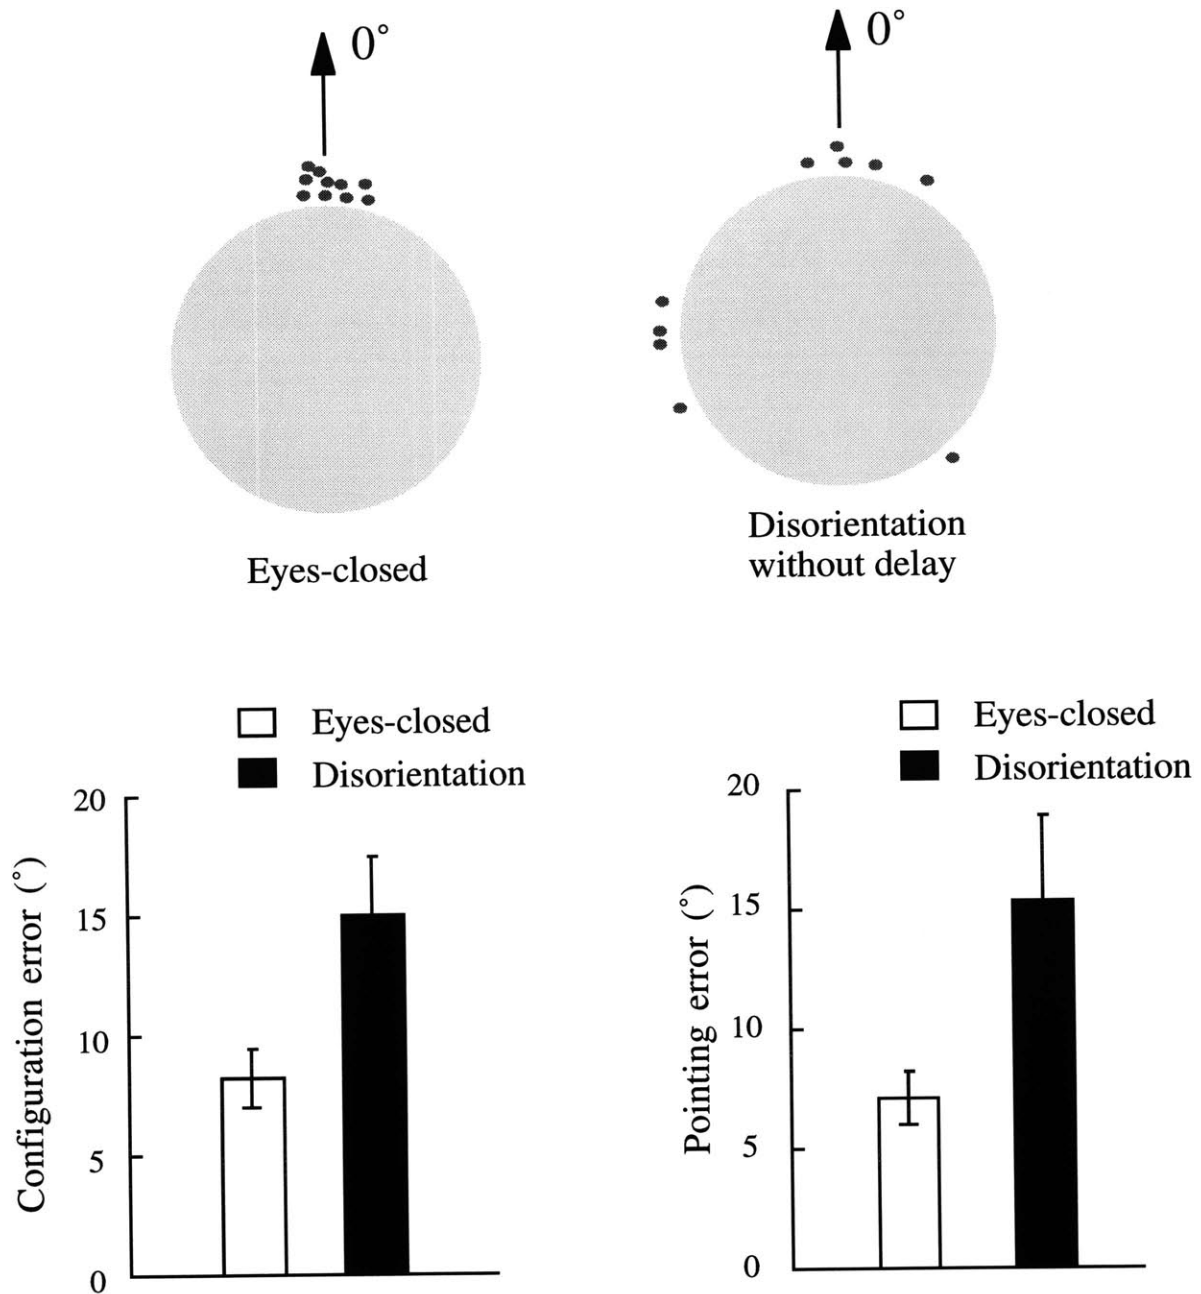 0°
0°
Eyes-closed
Disorientation
without delay
Eyes-closed
Disorientation
20
15
10
5
0
Configuration error (°)
Eyes-closed
Disorientation
20
15
10
5
0
Pointing error (°)